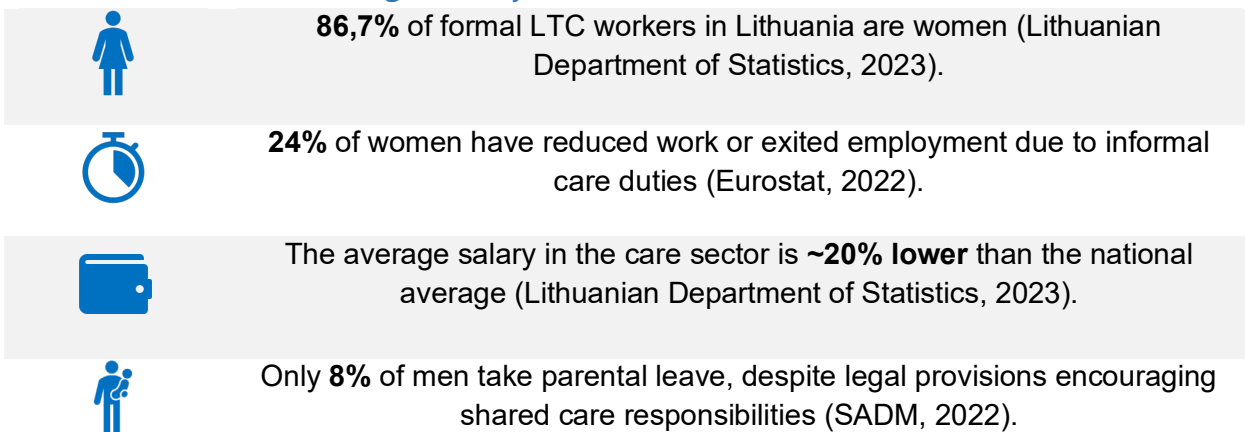 86,7% of formal LTC workers in Lithuania are women (Lithuanian
Department of Statistics, 2023).
24% of women have reduced work or exited employment due to informal
care duties (Eurostat, 2022).
The average salary in the care sector is ~20% lower than the national
average (Lithuanian Department of Statistics, 2023).
Only 8% of men take parental leave, despite legal provisions encouraging
shared care responsibilities (SADM, 2022).